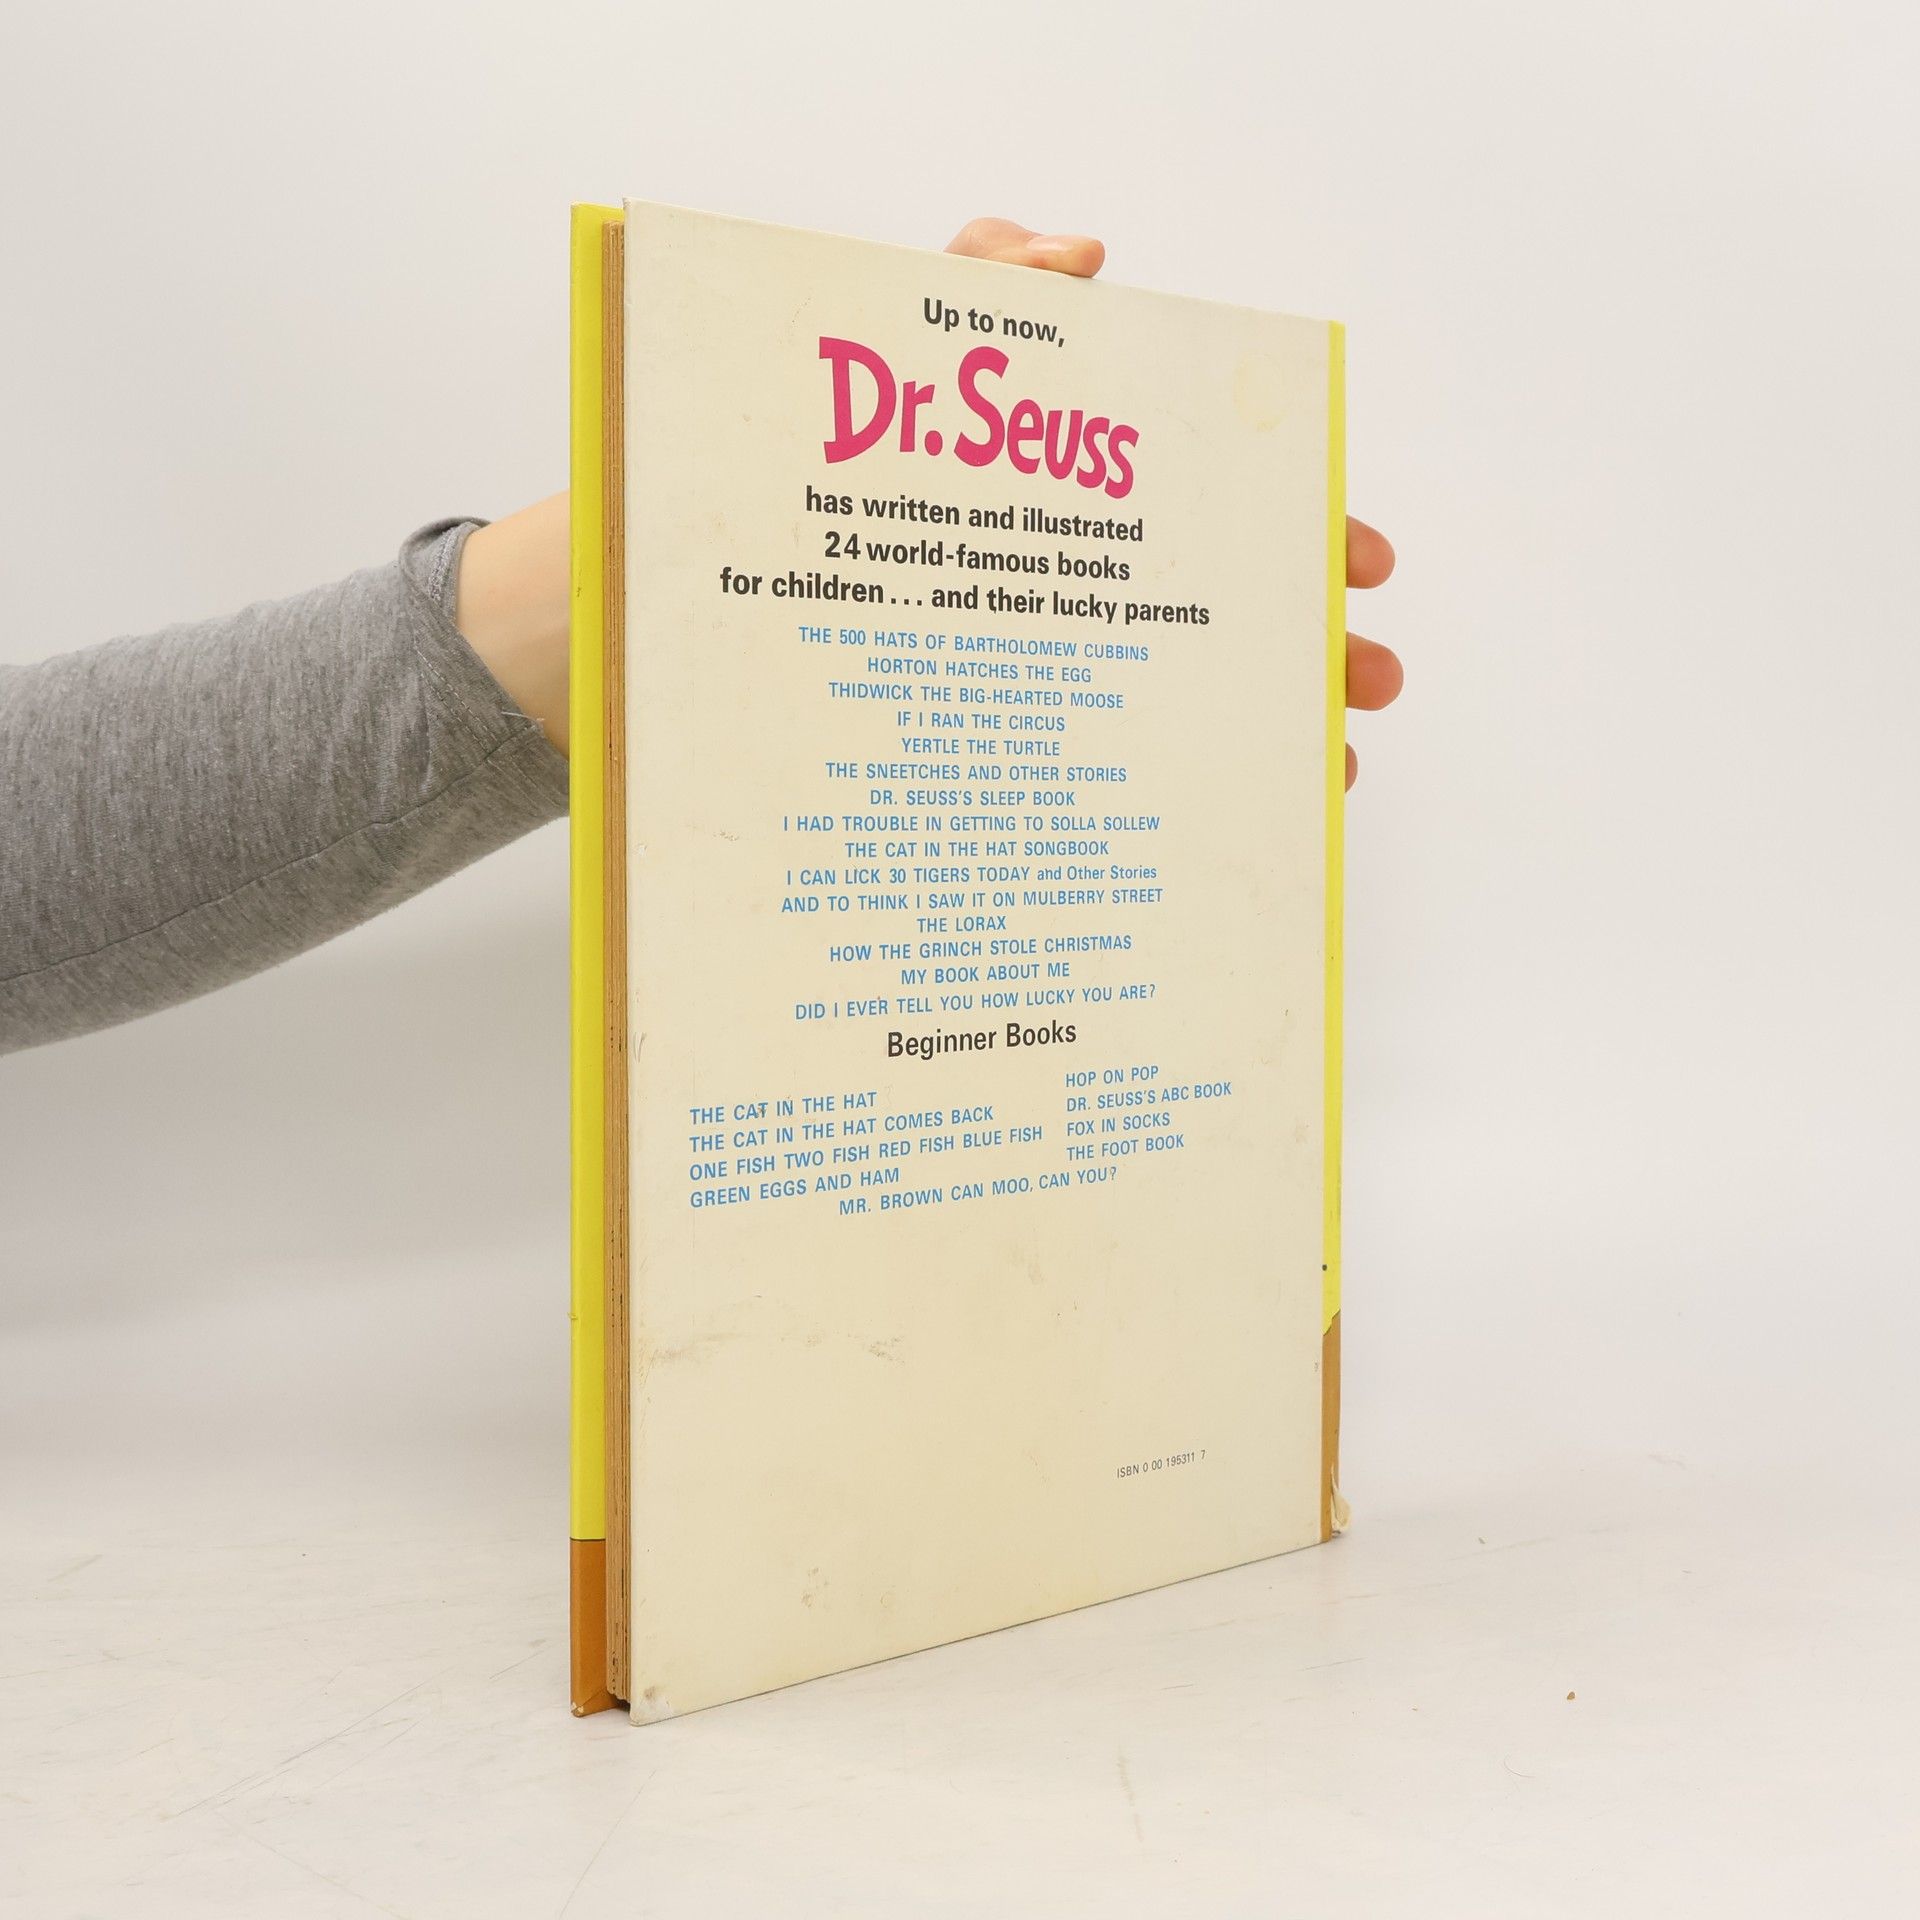 Up to now,
Dr. Seuss
has written and illustrated
24 world-famous books
for children... and their lucky parents
THE 500 HATS OF BARTHOLOMEW CUBBINS
HORTON HATCHES THE EGG
THIDWICK THE BIG-HEARTED MOOSE
IF I RAN THE CIRCUS
YERTLE THE TURTLE
THE SNEETCHES AND OTHER STORIES
DR. SEUSS'S SLEEP BOOK
I HAD TROUBLE IN GETTING TO SOLLA SOLLEW
THE CAT IN THE HAT SONGBOOK
I CAN LICK 30 TIGERS TODAY and Other Stories
AND TO THINK I SAW IT ON MULBERRY STREET
THE LORAX
HOW THE GRINCH STOLE CHRISTMAS
MY BOOK ABOUT ME
DID I EVER TELL YOU HOW LUCKY YOU ARE?
Beginner Books
THE CAT IN THE HAT
THE CAT IN THE HAT COMES BACK
ONE FISH TWO FISH RED FISH BLUE FISH
GREEN EGGS AND HAM
HOP ON POP
DR. SEUSS'S ABC BOOK
FOX IN SOCKS
THE FOOT BOOK
MR. BROWN CAN MOO, CAN YOU?
ISBN 0 00 195311 7